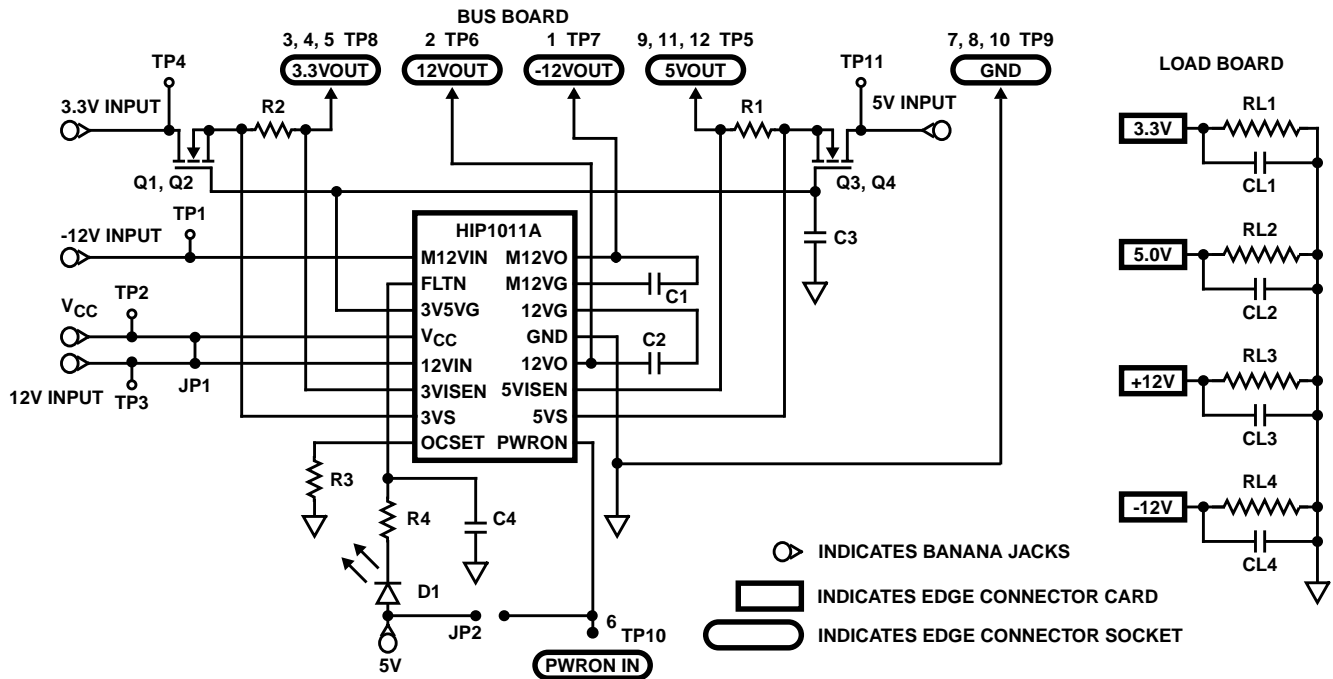 BUS BOARD
3, 4, 5 TP8
2 TP6
1 TP7
9, 11, 12 TP5
7, 8, 10 TP9
3.3VOUT
12VOUT
-12VOUT
5VOUT
GND
TP4
TP11
LOAD BOARD
3.3V INPUT
R2
R1
5V INPUT
Q1, Q2
Q3, Q4
TP1
-12V INPUT
C3
HIP1011A
M12VIN
FLTN
3V5VG
VCC
12VIN
3VISEN
3VS
OCSET
M12VO
M12VG
12VG
GND
12VO
5VISEN
5VS
PWRON
C1
C2
VCC
TP2
12V INPUT
TP3
JP1
R3
R4
C4
D1
5V
JP2
6
TP10
PWRON IN
3.3V
RL1
CL1
5.0V
RL2
CL2
+12V
RL3
CL3
-12V
RL4
CL4
INDICATES BANANA JACKS
INDICATES EDGE CONNECTOR CARD
INDICATES EDGE CONNECTOR SOCKET